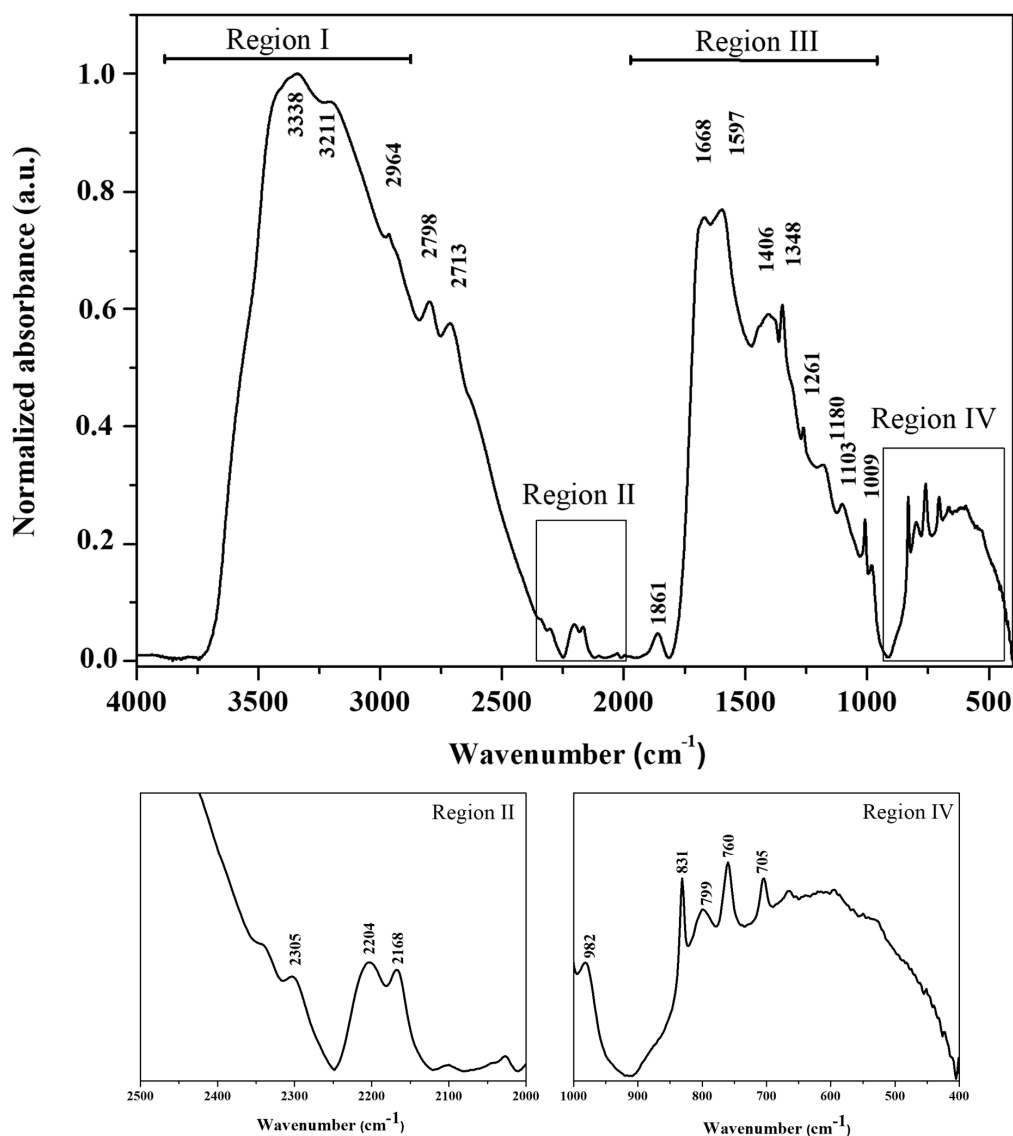 Region I
Region III
3338
3211
2964
2798
2713
1668
1597
1406
1348
1261
1180
1103
1009
1861
Region II
Region IV
Normalized absorbance (a.u.)
1.0
0.8
0.6
0.4
0.2
0.0
4000 3500 3000 2500 2000 1500 1000 500
Wavenumber (cm⁻¹)
Region II
2305
2204
2168
2500 2400 2300 2200 2100 2000
Wavenumber (cm⁻¹)
Region IV
982
831
799
760
705
1000 900 800 700 600 500 400
Wavenumber (cm⁻¹)